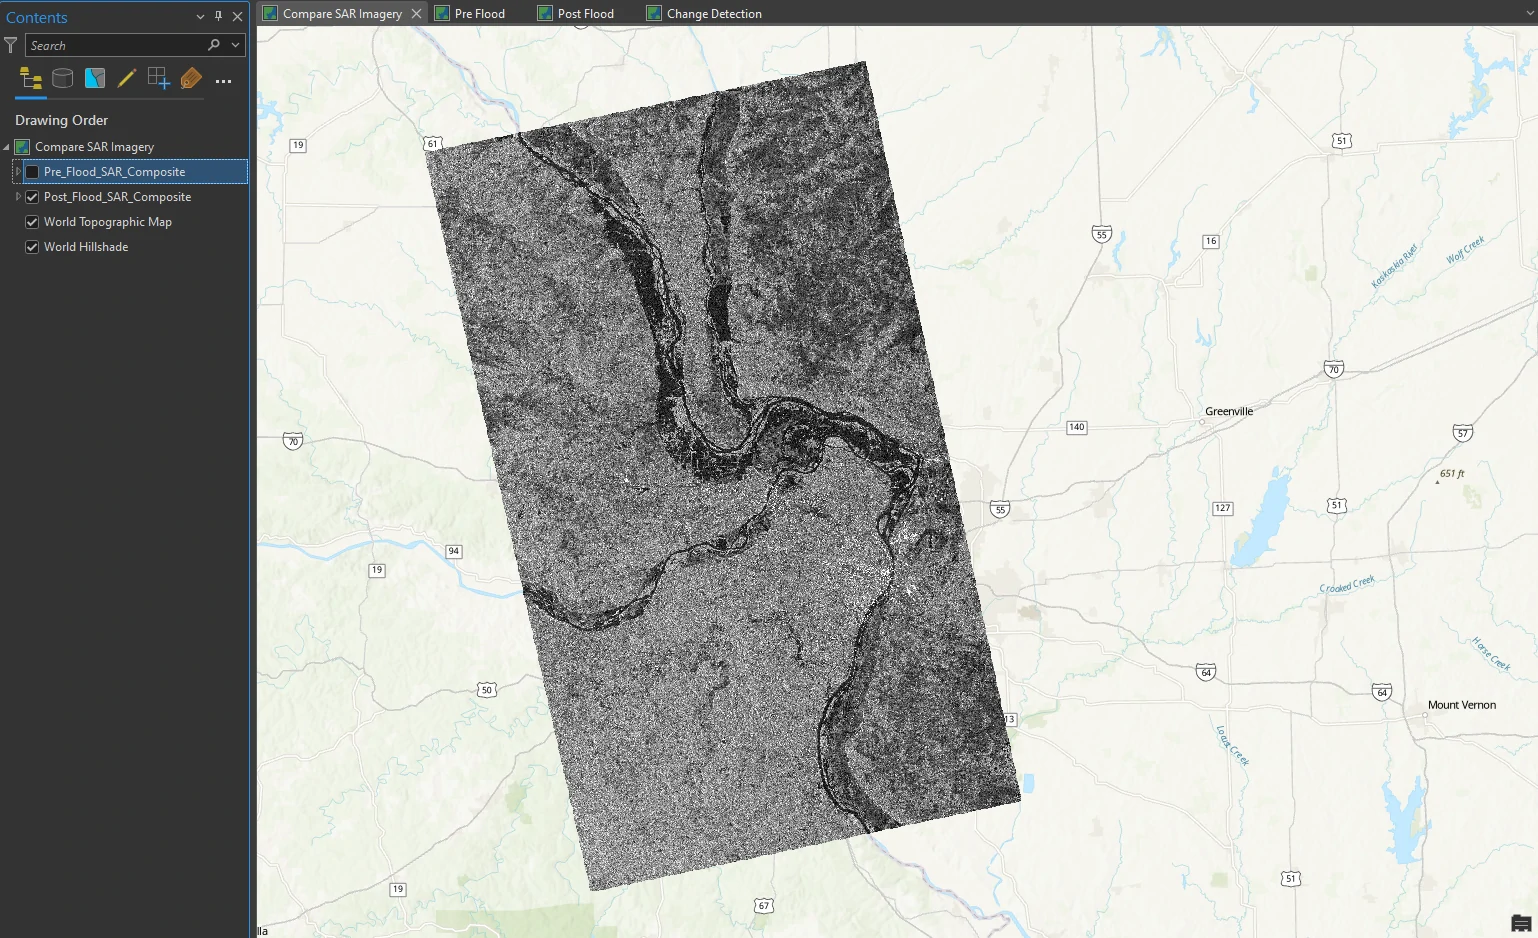 Contents
Search
Drawing Order
Compare SAR Imagery
Pre_Flood_SAR_Composite
Post_Flood_SAR_Composite
World Topographic Map
World Hillshade
Compare SAR Imagery
Pre Flood
Post Flood
Change Detection
61
19
51
55
16
Kaskaskia River
Wolf Creek
70
Greenville
140
70
57
651 ft
127
51
55
94
19
Crooked Creek
Horse Creek
50
64
64
13
Mount Vernon
Loose Creek
51
19
67
lla